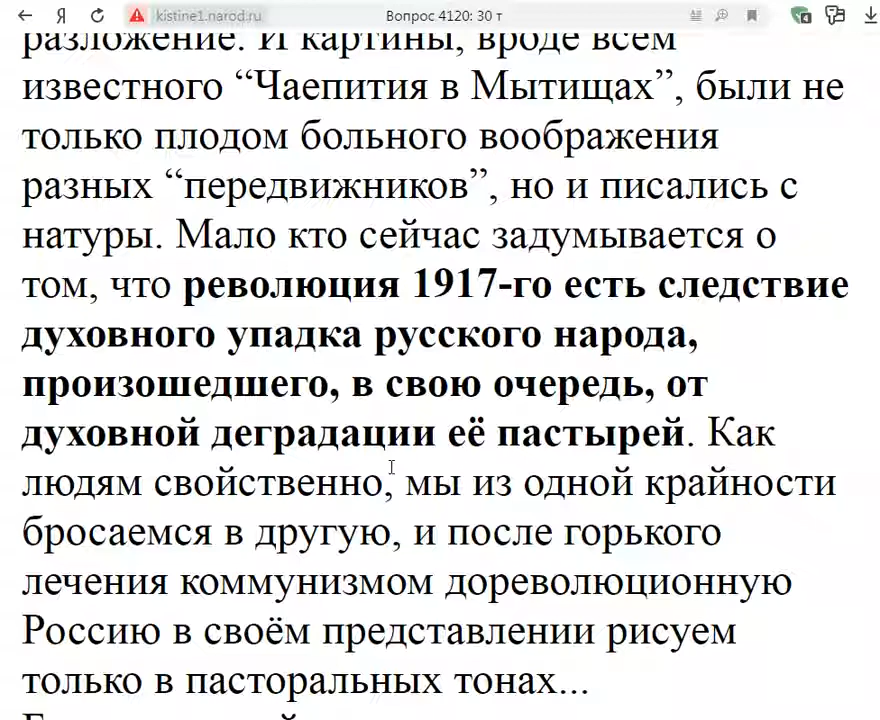 kistine1.narod.ru
Вопрос 4120: 30 т
разложение. И картины, вроде всем
известного “Чаепития в Мытищах”, были не
только плодом больного воображения
разных “передвижников”, но и писались с
натуры. Мало кто сейчас задумывается о
том, что революция 1917-го есть следствие
духовного упадка русского народа,
произошедшего, в свою очередь, от
духовной деградации её пастырей. Как
людям свойственно, мы из одной крайности
бросаемся в другую, и после горького
лечения коммунизмом дореволюционную
Россию в своём представлении рисуем
только в пасторальных тонах...